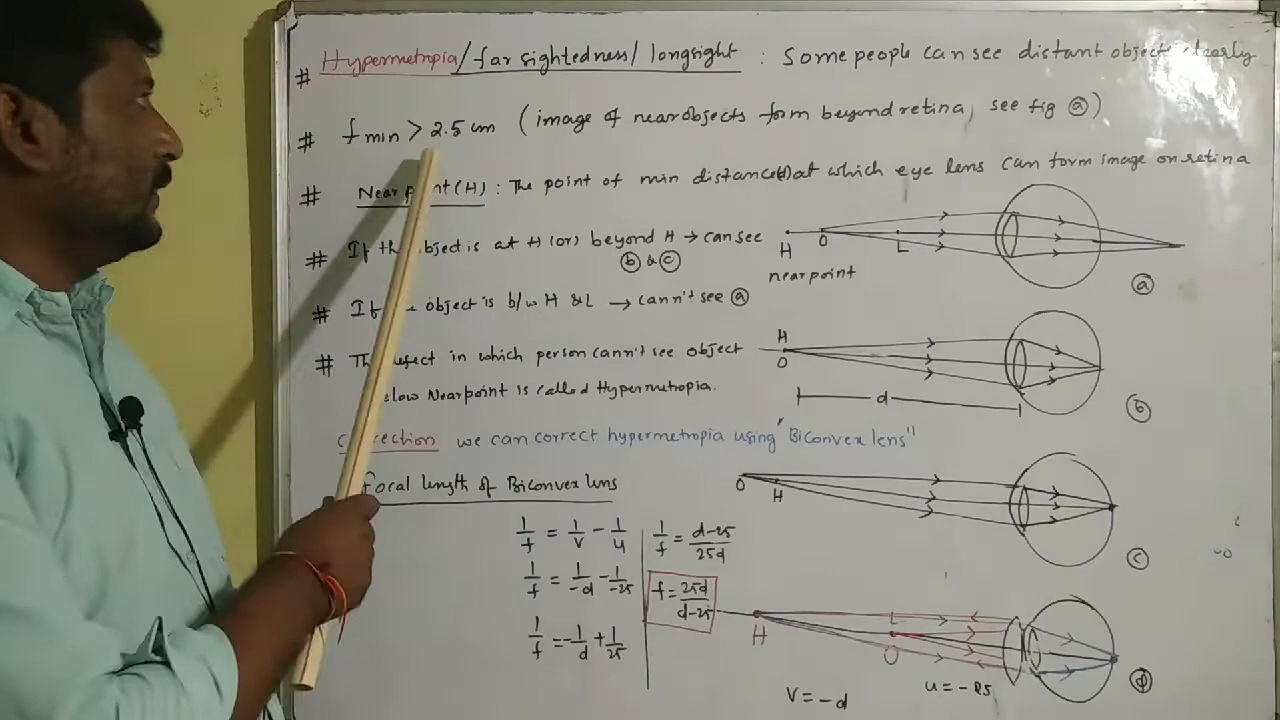 # Hypermetropia/far sightedness/longsight : Some people can see distant objects clearly
# f min > 2.5 cm (image of near objects form beyond retina, see fig ⓐ)
# Near point (H) : The point of min distance(d) at which eye lens can form image on retina
# If the object is at H (or) beyond H → can see
ⓑ & ⓒ
# If object is b/w H & L → cann't see ⓐ
# The defect in which person cann't see object
below Nearpoint is called Hypermetropia.
Correction we can correct hypermetropia using "Biconvex lens"
focal length of Biconvex lens
1/f = 1/v - 1/u
1/f = 1/-d - 1/-25
1/f = -1/d + 1/25
1/f = d-25/25d
f = 25d/d-25
H O L
near point
ⓐ
H
O
d
ⓑ
O H
ⓒ
H L
O
v = -d u = -25
ⓓ